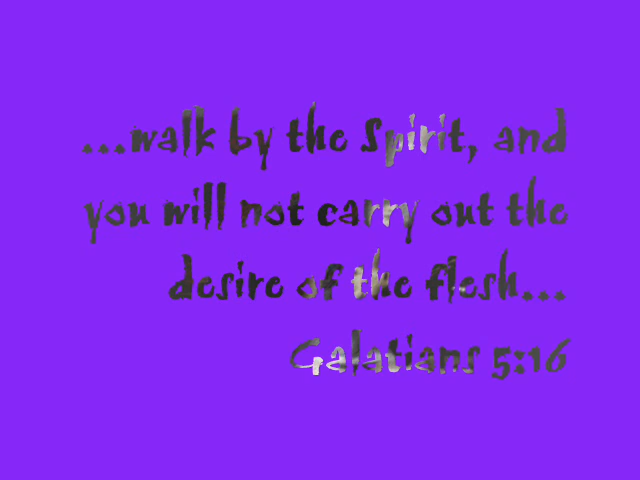 ...walk by the Spirit, and
you will not carry out the
desire of the flesh...
Galatians 5:16